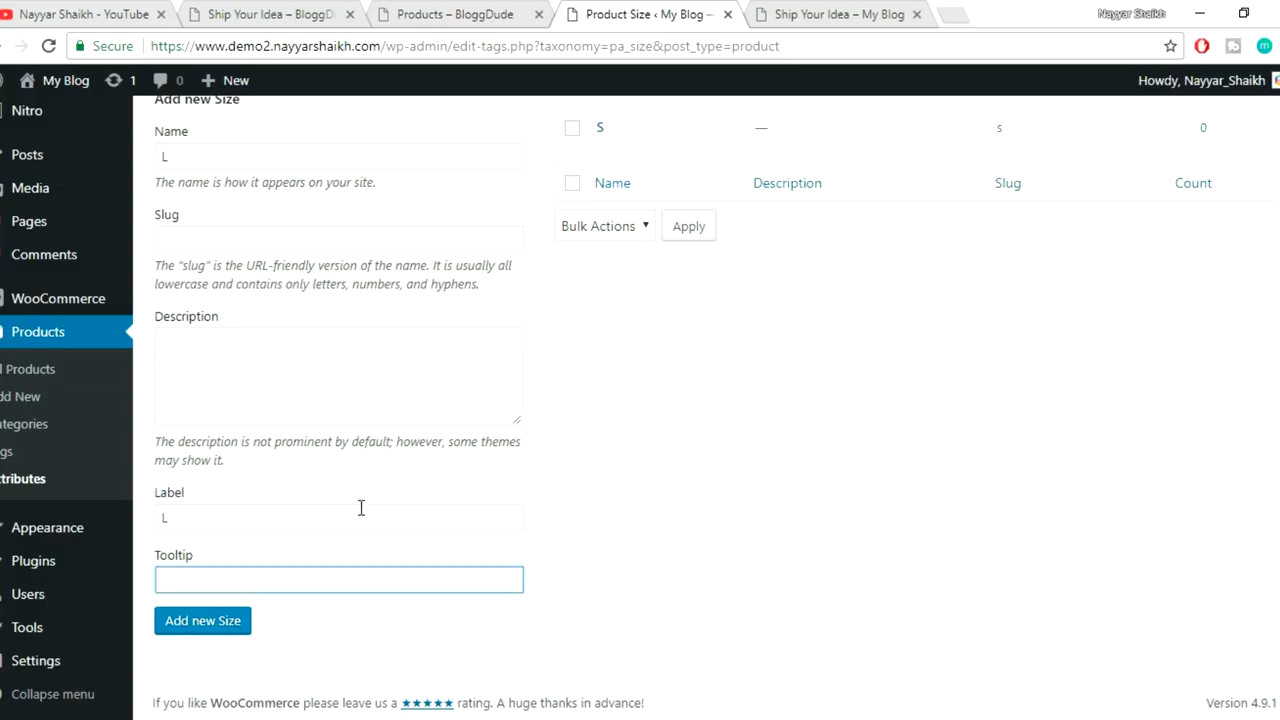 Nayyar Shaikh - YouTube
Ship Your Idea – BloggD
Products – BloggDude
Product Size ‹ My Blog –
Ship Your Idea – My Blog
Nayyar Shaikh
Secure
https://www.demo2.nayyarshaikh.com/wp-admin/edit-tags.php?taxonomy=pa_size&post_type=product
My Blog
1
0
New
Howdy, Nayyar_Shaikh
Nitro
Posts
Media
Pages
Comments
WooCommerce
Products
Products
dd New
ategories
gs
tributes
Appearance
Plugins
Users
Tools
Settings
Collapse menu
Add new Size
Name
L
The name is how it appears on your site.
Slug
The “slug” is the URL-friendly version of the name. It is usually all
lowercase and contains only letters, numbers, and hyphens.
Description
The description is not prominent by default; however, some themes
may show it.
Label
L
Tooltip
Add new Size
S — s 0
Name Description Slug Count
Bulk Actions Apply
If you like WooCommerce please leave us a ★★★★★ rating. A huge thanks in advance!
Version 4.9.1